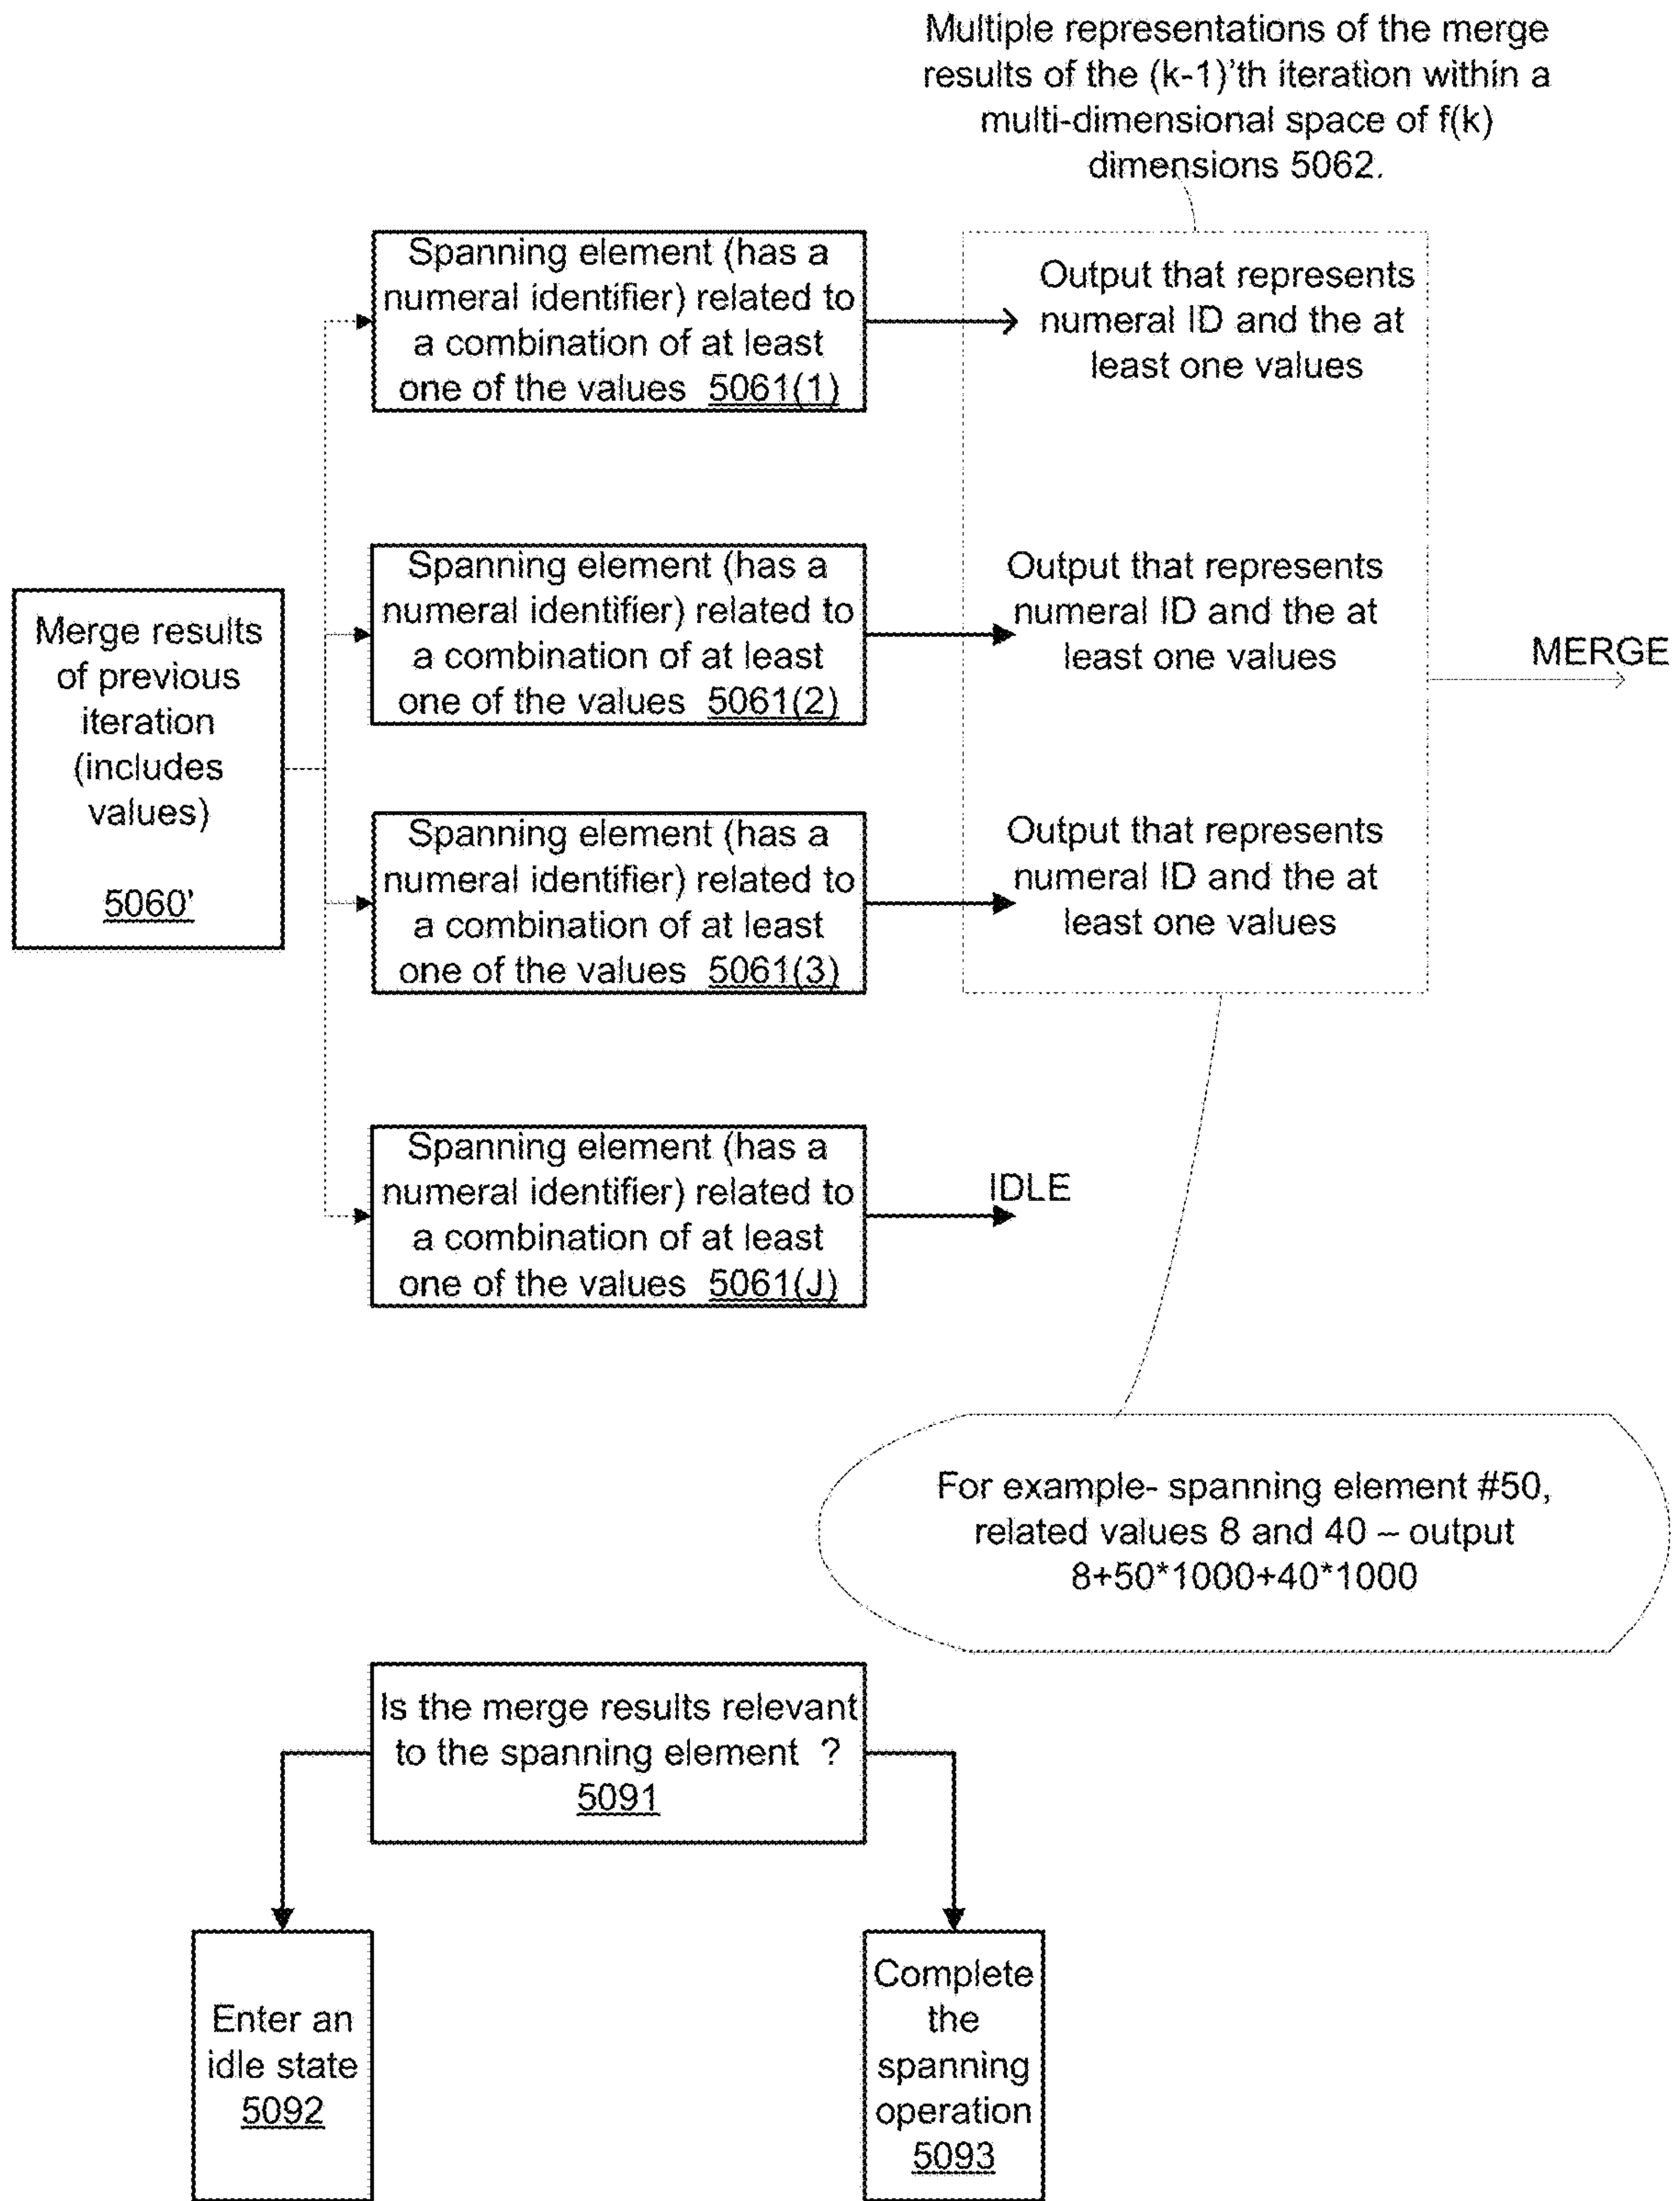 Multiple representations of the merge
results of the (k-1)'th iteration within a
multi-dimensional space of f(k)
dimensions 5062.
Spanning element (has a
numeral identifier) related to
a combination of at least
one of the values 5061(1)
Output that represents
numeral ID and the at
least one values
Spanning element (has a
numeral identifier) related to
a combination of at least
one of the values 5061(2)
Output that represents
numeral ID and the at
least one values
MERGE
Merge results
of previous
iteration
(includes
values)
5060'
Spanning element (has a
numeral identifier) related to
a combination of at least
one of the values 5061(3)
Output that represents
numeral ID and the at
least one values
Spanning element (has a
numeral identifier) related to
a combination of at least
one of the values 5061(J)
IDLE
For example- spanning element #50,
related values 8 and 40 – output
8+50*1000+40*1000
Is the merge results relevant
to the spanning element ?
5091
Enter an
idle state
5092
Complete
the
spanning
operation
5093